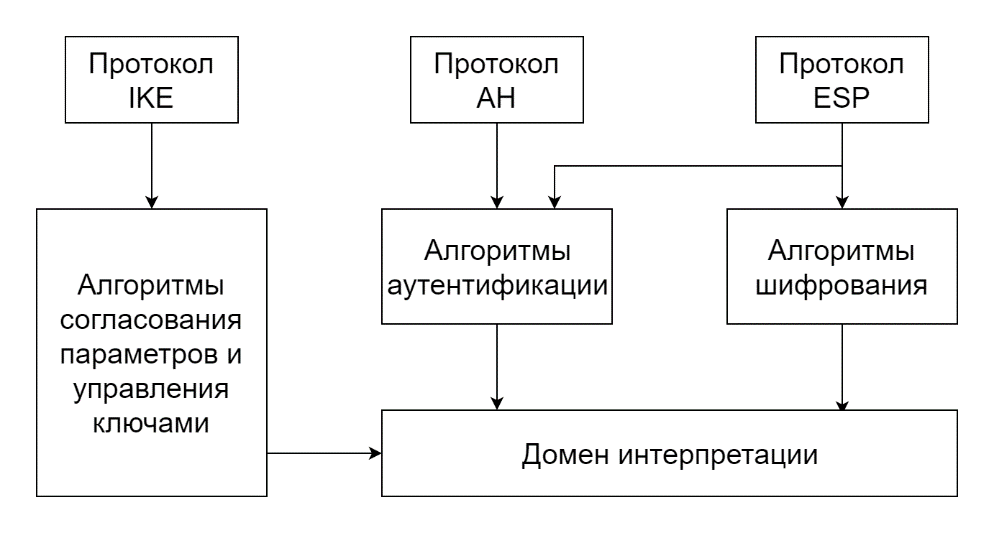 Протокол
IKE
Протокол
AH
Протокол
ESP
Алгоритмы
согласования
параметров и
управления
ключами
Алгоритмы
аутентификации
Алгоритмы
шифрования
Домен интерпретации